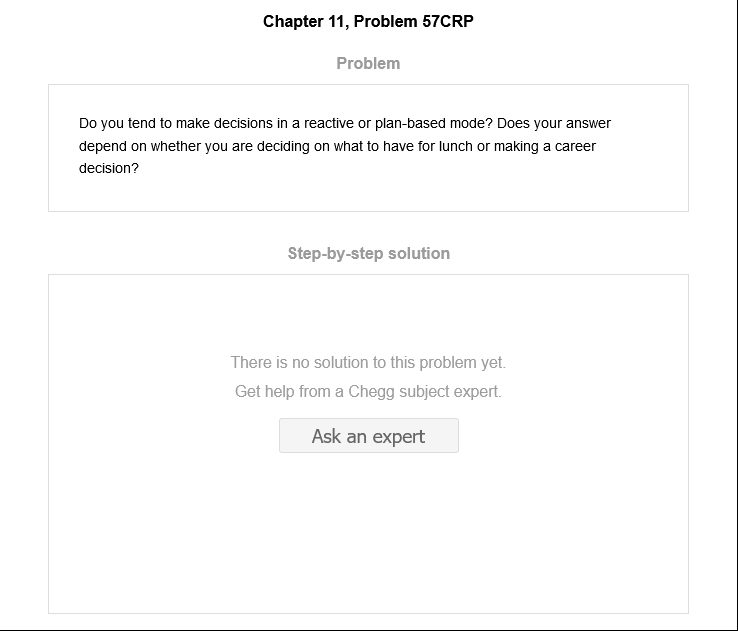 Chapter 11, Problem 57CRP
Problem
Do you tend to make decisions in a reactive or plan-based mode? Does your answer
depend on whether you are deciding on what to have for lunch or making a career
decision?
Step-by-step solution
There is no solution to this problem yet.
Get help from a Chegg subject expert.
Ask an expert